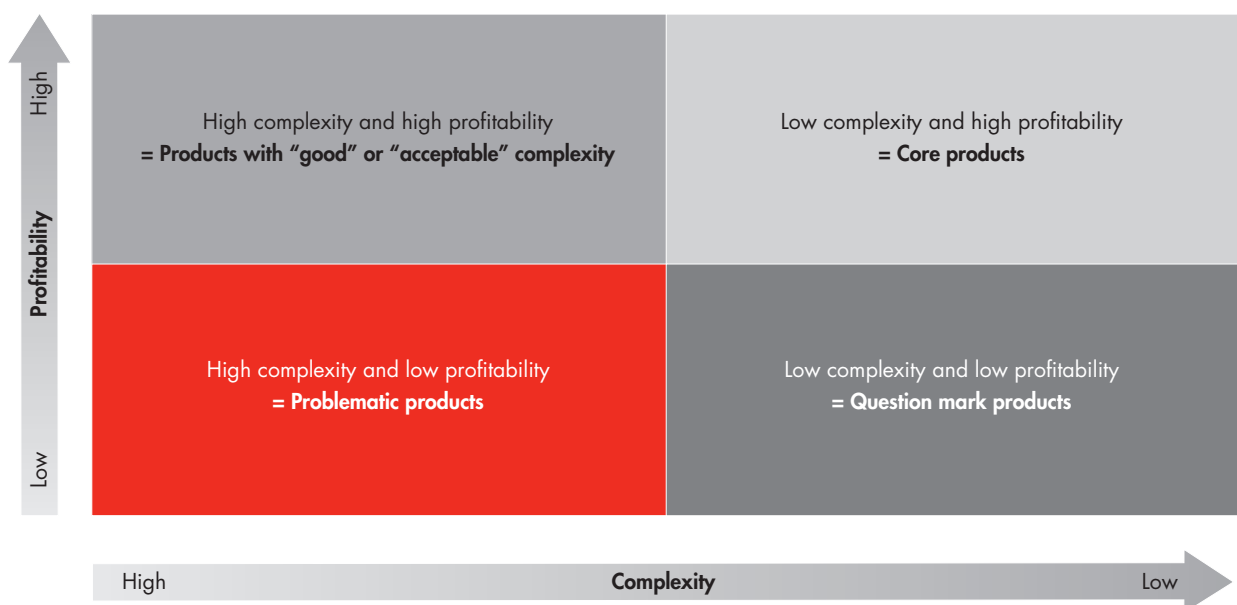 High
Profitability
Low
High complexity and high profitability
= Products with “good” or “acceptable” complexity
Low complexity and high profitability
= Core products
High complexity and low profitability
= Problematic products
Low complexity and low profitability
= Question mark products
High
Complexity
Low